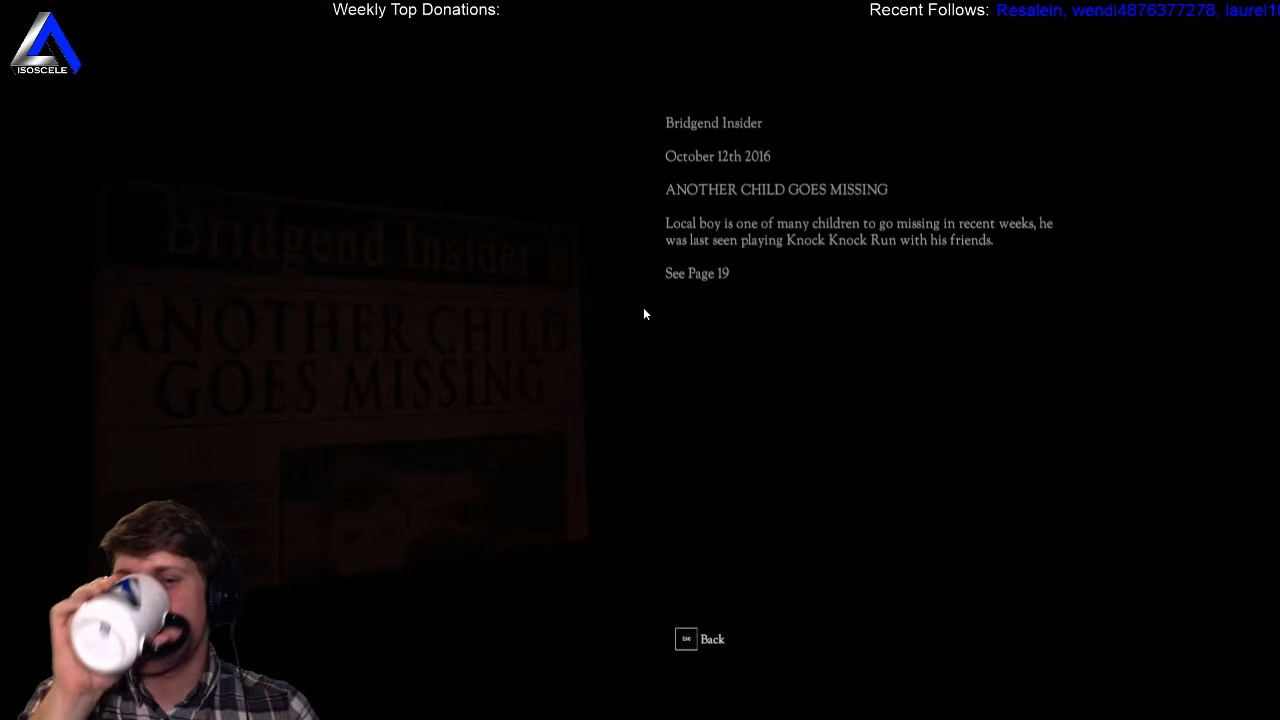 Weekly Top Donations:
Recent Follows: Resalein, wendi4876377278, laurel1
ISOSCELE
Bridgend Insider
October 12th 2016
ANOTHER CHILD GOES MISSING
Local boy is one of many children to go missing in recent weeks, he
was last seen playing Knock Knock Run with his friends.
See Page 19
Bridgend Insider
ANOTHER CHILD
GOES MISSING
Esc Back